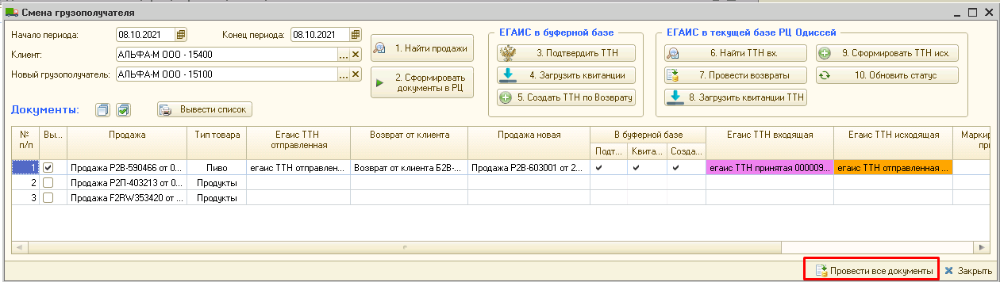 Смена грузополучателя
Начало периода: 08.10.2021 Конец периода: 08.10.2021
Клиент: АЛЬФА-М ООО - 15400
Новый грузополучатель: АЛЬФА-М ООО - 15100
1. Найти продажи
2. Сформировать
документы в РЦ
ЕГАИС в буферной базе
3. Подтвердить ТТН
4. Загрузить квитанции
5. Создать ТТН по Возврату
ЕГАИС в текущей базе РЦ Одиссей
6. Найти ТТН вх. 9. Сформировать ТТН исх.
7. Провести возвраты 10. Обновить статус
8. Загрузить квитанции ТТН
Документы: Вывести список
№
п/п
Вы...
Продажа
Тип товара
Егаис ТТН
отправленная
Возврат от клиента
Продажа новая
В буферной базе
Подт... Квита... Созда...
Егаис ТТН входящая
Егаис ТТН исходящая
Марки
при
1 Продажа Р2В-590466 от 0... Пиво егаис ТТН отправлен... Возврат от клиента Б2В-... Продажа Р2В-603001 от 2... егаис ТТН принятая 000009... егаис ТТН отправленная ...
2 Продажа Р2П-403213 от 0... Продукты
3 Продажа F2RW353420 от ... Продукты
Провести все документы Закрыть